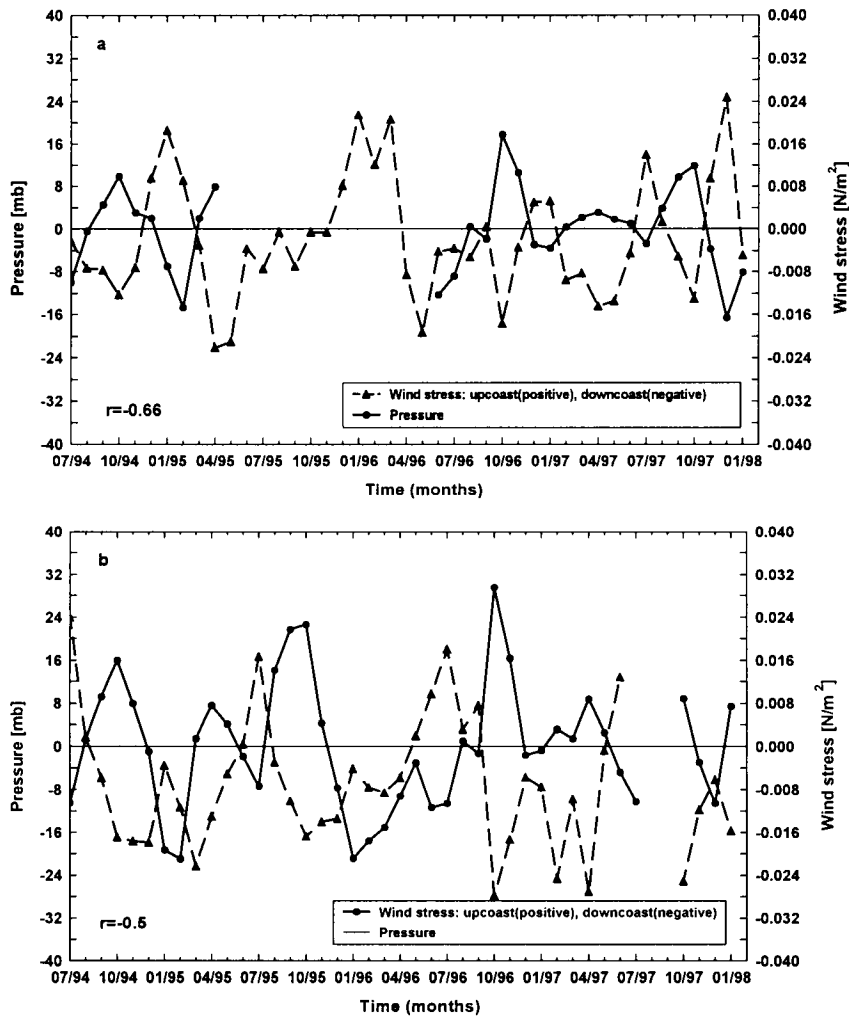 a
40
32
24
16
8
0
-8
-16
-24
-32
-40
Pressure [mb]
0.040
0.032
0.024
0.016
0.008
0.000
-0.008
-0.016
-0.024
-0.032
-0.040
Wind stress [N/m²]
r=-0.66
Wind stress: upcoast(positive), downcoast(negative)
Pressure
07/94 10/94 01/95 04/95 07/95 10/95 01/96 04/96 07/96 10/96 01/97 04/97 07/97 10/97 01/98
Time (months)
b
40
32
24
16
8
0
-8
-16
-24
-32
-40
Pressure [mb]
0.040
0.032
0.024
0.016
0.008
0.000
-0.008
-0.016
-0.024
-0.032
-0.040
Wind stress [N/m²]
r=-0.5
Wind stress: upcoast(positive), downcoast(negative)
Pressure
07/94 10/94 01/95 04/95 07/95 10/95 01/96 04/96 07/96 10/96 01/97 04/97 07/97 10/97 01/98
Time (months)